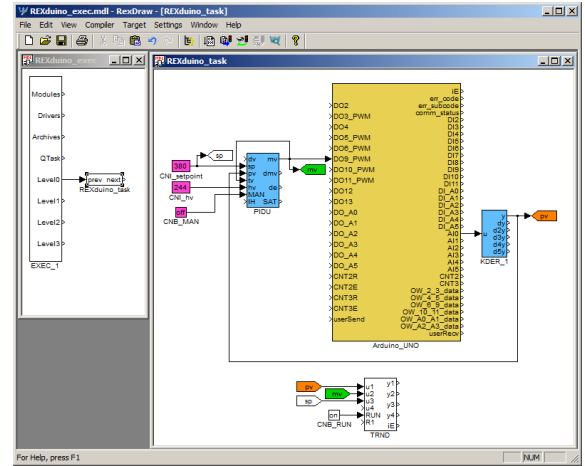 REXduino_exec.mdl - RexDraw - [REXduino_task]
File Edit View Compiler Target Settings Window Help
REXduino_exec
Modules
Drivers
Archives
QTask
Level0
prev next
REXduino_task
Level1
Level2
Level3
EXEC_1
REXduino_task
sp
380
CNI_setpoint
244
CNI_hv
off
CNB_MAN
dv mv
sp
pv dmv
tv
hv de
MAN
IH SAT
PIDU
mv
DO2
DO3_PWM
DO4
DO5_PWM
DO6_PWM
DO9_PWM
DO10_PWM
DO11_PWM
DO12
DO13
DO_A0
DO_A1
DO_A2
DO_A3
DO_A4
DO_A5
CNT2R
CNT2E
CNT3R
CNT3E
userSend
iE
err_code
err_subcode
comm_status
DI2
DI3
DI4
DI5
DI6
DI7
DI8
DI9
DI10
DI11
DI_A0
DI_A1
DI_A2
DI_A3
DI_A4
DI_A5
AI0
AI1
AI2
AI3
AI4
AI5
CNT2
CNT3
OW_2_3_data
OW_4_5_data
OW_6_9_data
OW_10_11_data
OW_A0_A1_data
OW_A2_A3_data
userRecv
Arduino_UNO
y
dy
u d2y
d3y
d4y
d5y
KDER_1
pv
pv
mv
sp
on
CNB_RUN
u1 y1
u2 y2
u3 y3
u4
RUN y4
R1 iE
TRND
For Help, press F1
NUM